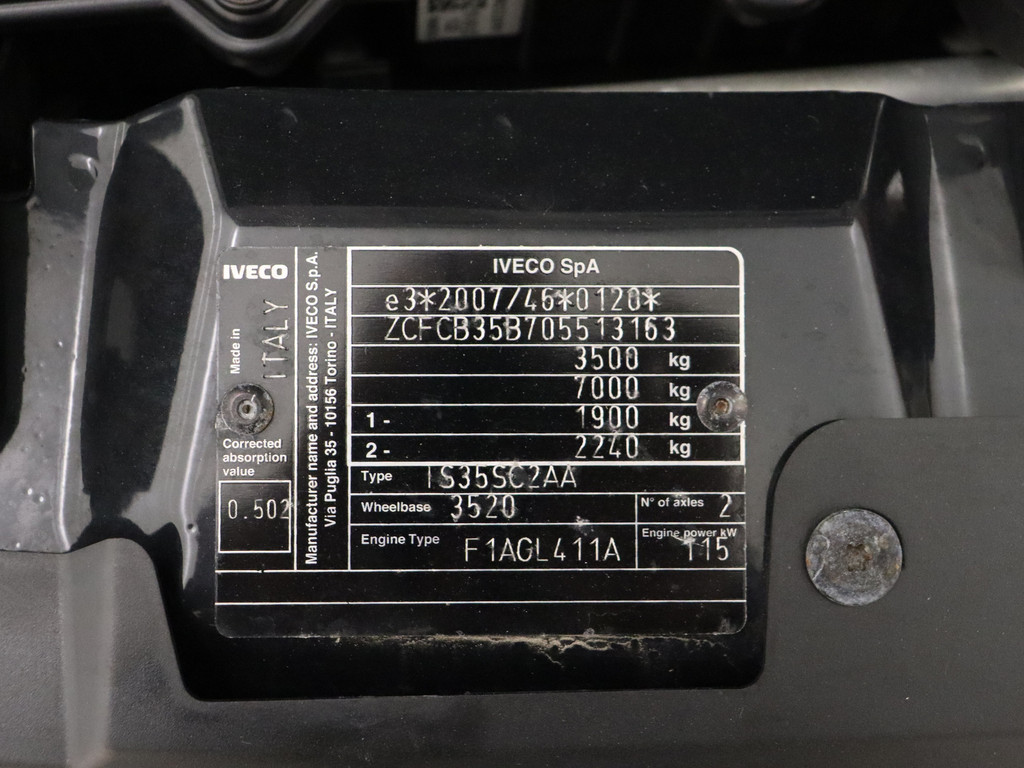 IVECO
Made in
ITALY
Corrected
absorption
value
0.502
Manufacturer name and address: IVECO S.p.A.
Via Puglia 35 - 10156 Torino - ITALY
IVECO SpA
e3*2007/46*0120*
ZCFCB35B705513163
3500 kg
7000 kg
1 - 1900 kg
2 - 2240 kg
Type IS35SC2AA
Wheelbase 3520 N° of axles 2
Engine Type F1AGL411A Engine power kW 115